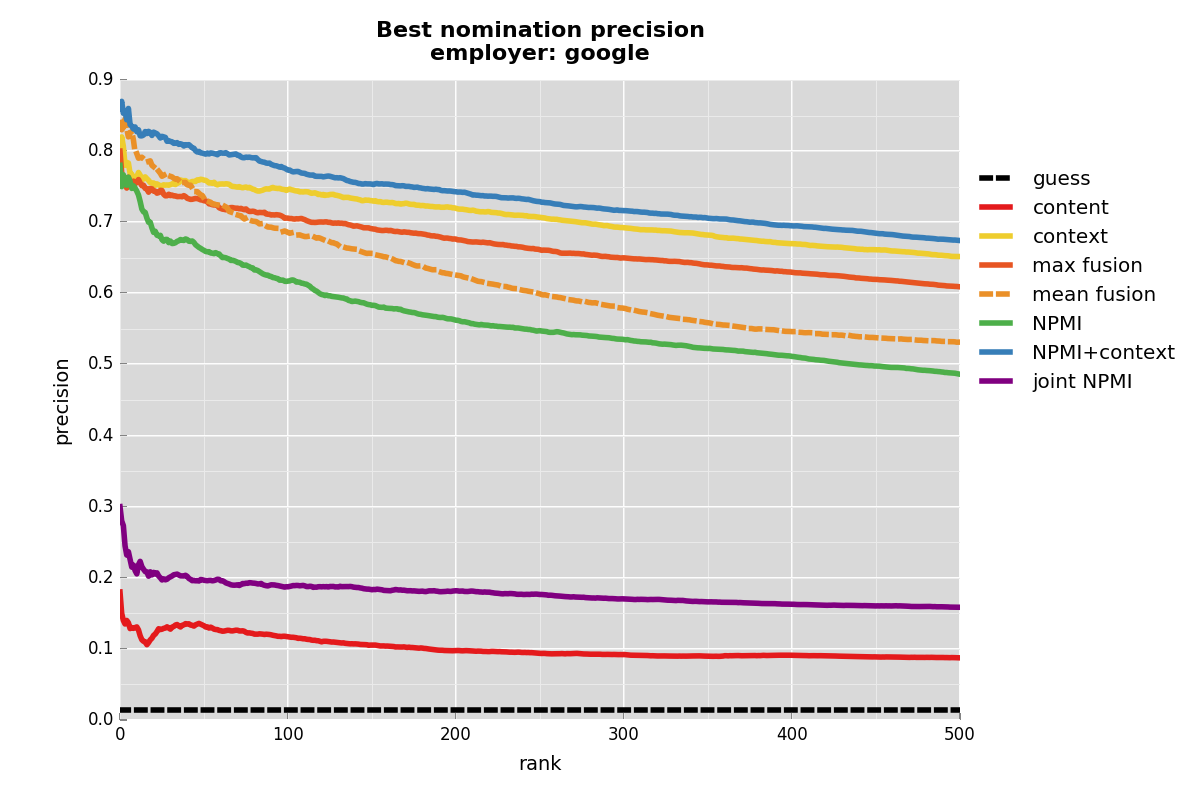 Best nomination precision
employer: google
precision
0.9
0.8
0.7
0.6
0.5
0.4
0.3
0.2
0.1
0.0
0
100
200
300
400
500
rank
guess
content
context
max fusion
mean fusion
NPMI
NPMI+context
joint NPMI